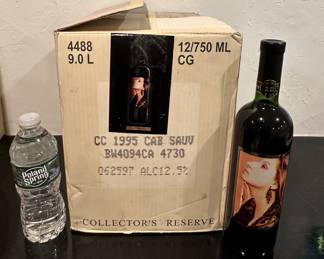 4488
9.0 L
12/750 ML
CG
CC 1995 CAB SAUV
BW4094CA 4730
062597 ALC12.5%
COLLECTOR'S RESERVE
Poland
Spring